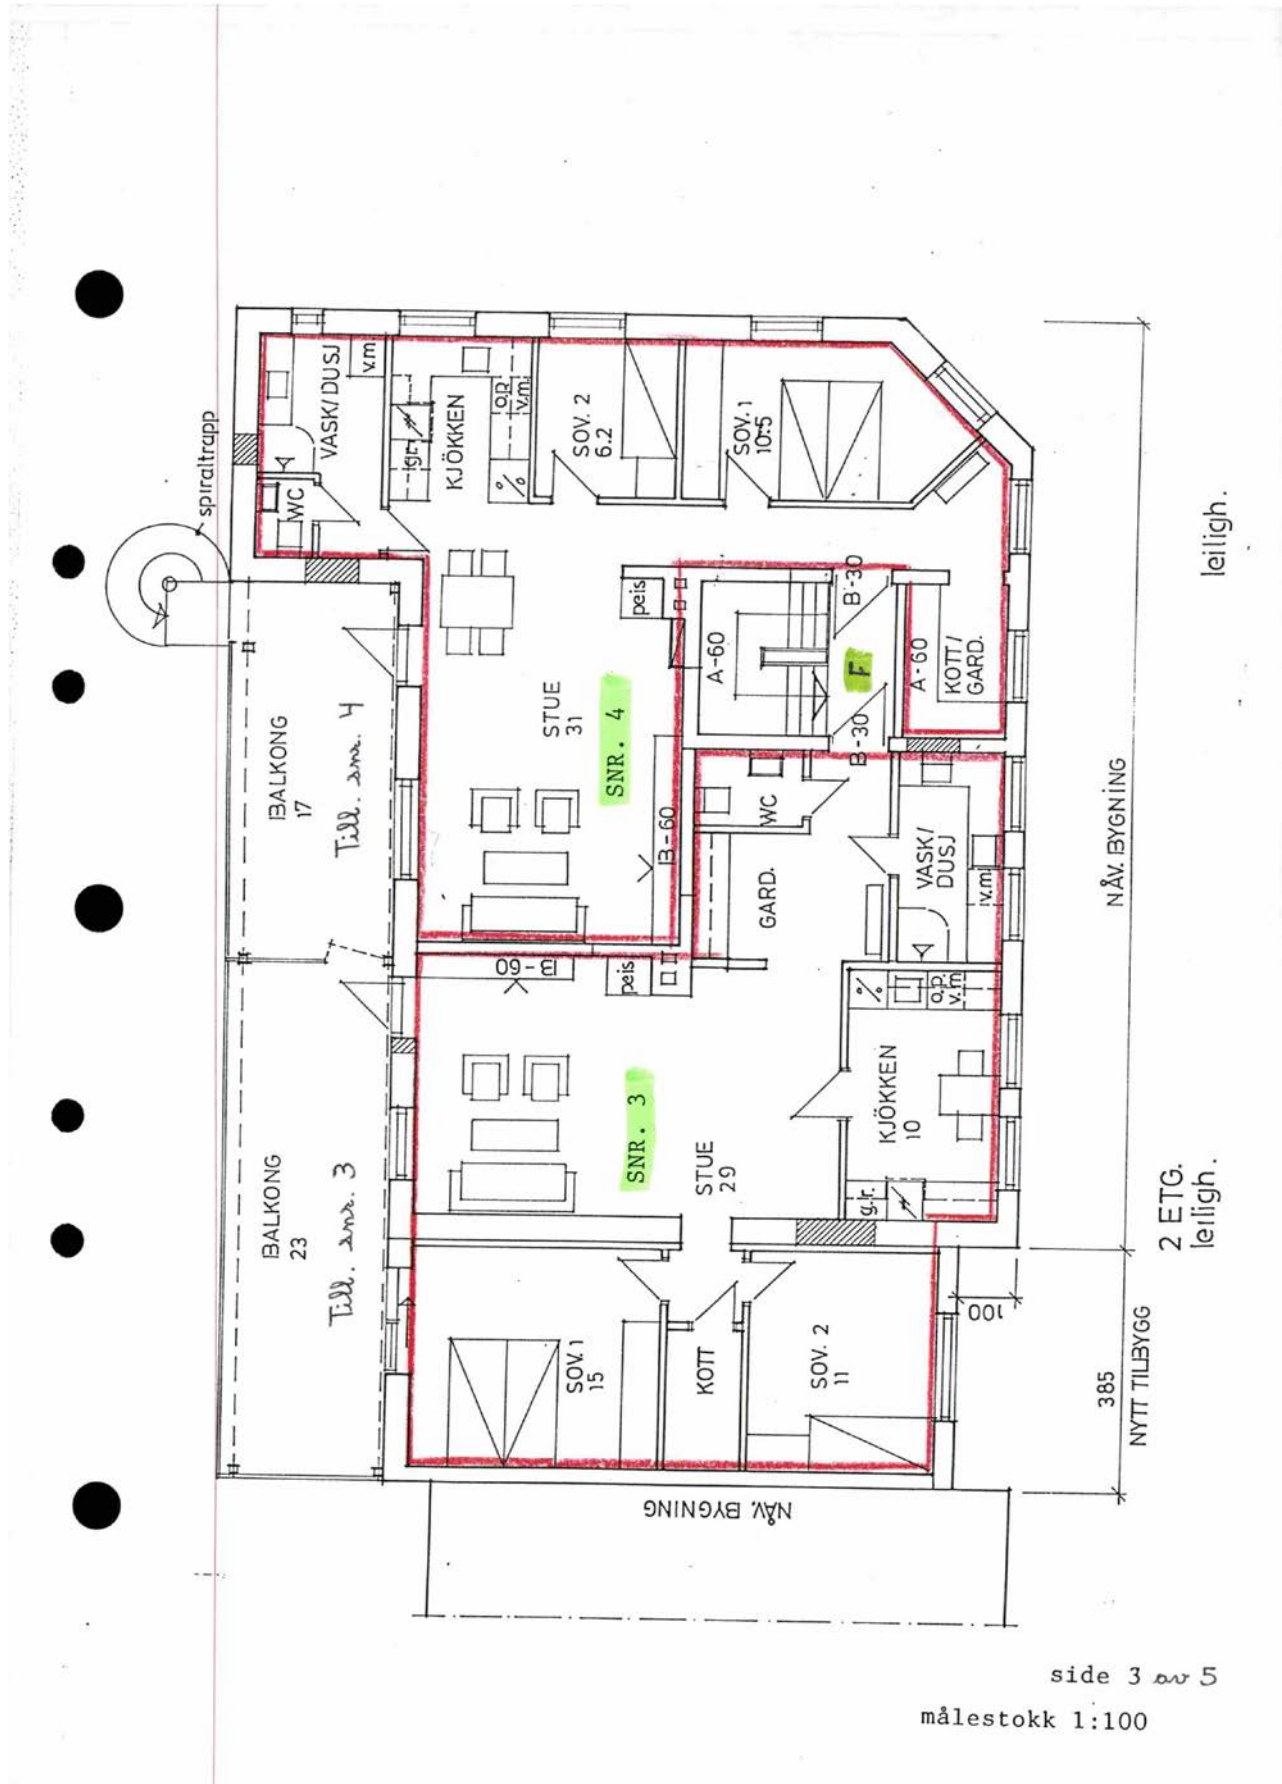 spiraltrapp
VASK/DUSJ
v.m.
WC
KJÖKKEN
gr.
o.p.
v.m.
SOV. 2
6.2
SOV. 1
10.5
BALKONG
17
Till. snr. 4
STUE
31
SNR. 4
peis
A-60
B-30
F
B-30
A-60
KOTT/
GARD.
B-60
WC
GARD.
VASK/
DUSJ
v.m.
B-60
peis
BALKONG
23
Till. snr. 3
SNR. 3
STUE
29
KJÖKKEN
10
o.p.
v.m.
g.r.
SOV. 1
15
KOTT
SOV. 2
11
100
385
NYTT TILBYGG
NÅV. BYGNING
NÅV. BYGNING
leiligh.
2 ETG.
leiligh.
side 3 av 5
målestokk 1:100